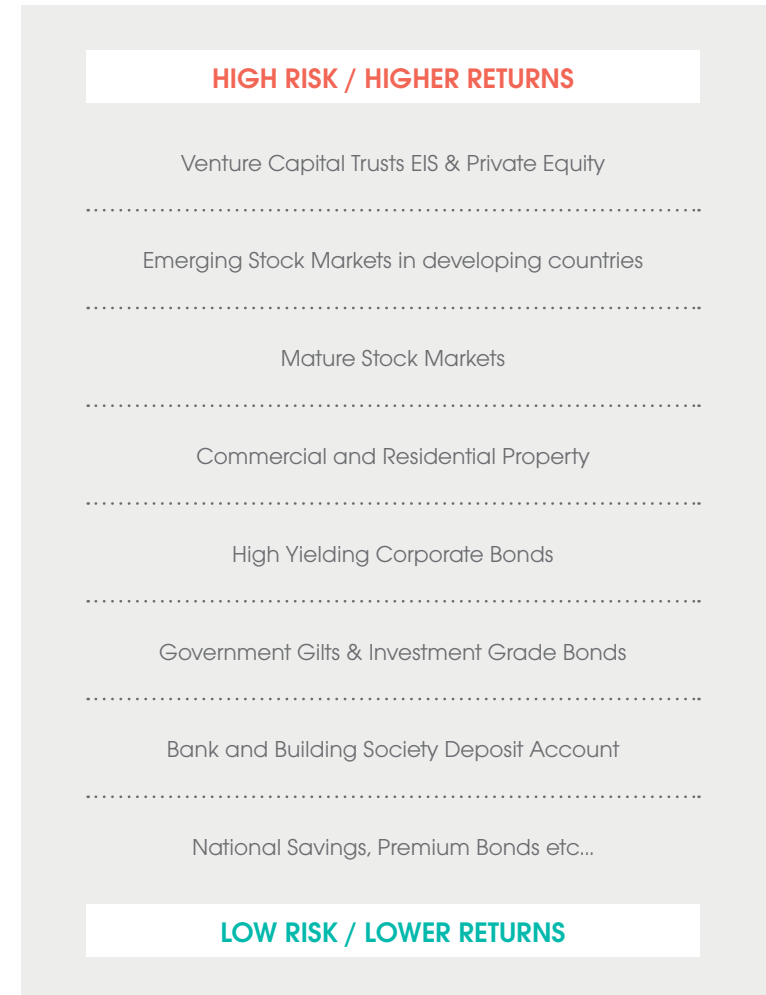 HIGH RISK / HIGHER RETURNS
Venture Capital Trusts EIS & Private Equity
Emerging Stock Markets in developing countries
Mature Stock Markets
Commercial and Residential Property
High Yielding Corporate Bonds
Government Gilts & Investment Grade Bonds
Bank and Building Society Deposit Account
National Savings, Premium Bonds etc...
LOW RISK / LOWER RETURNS